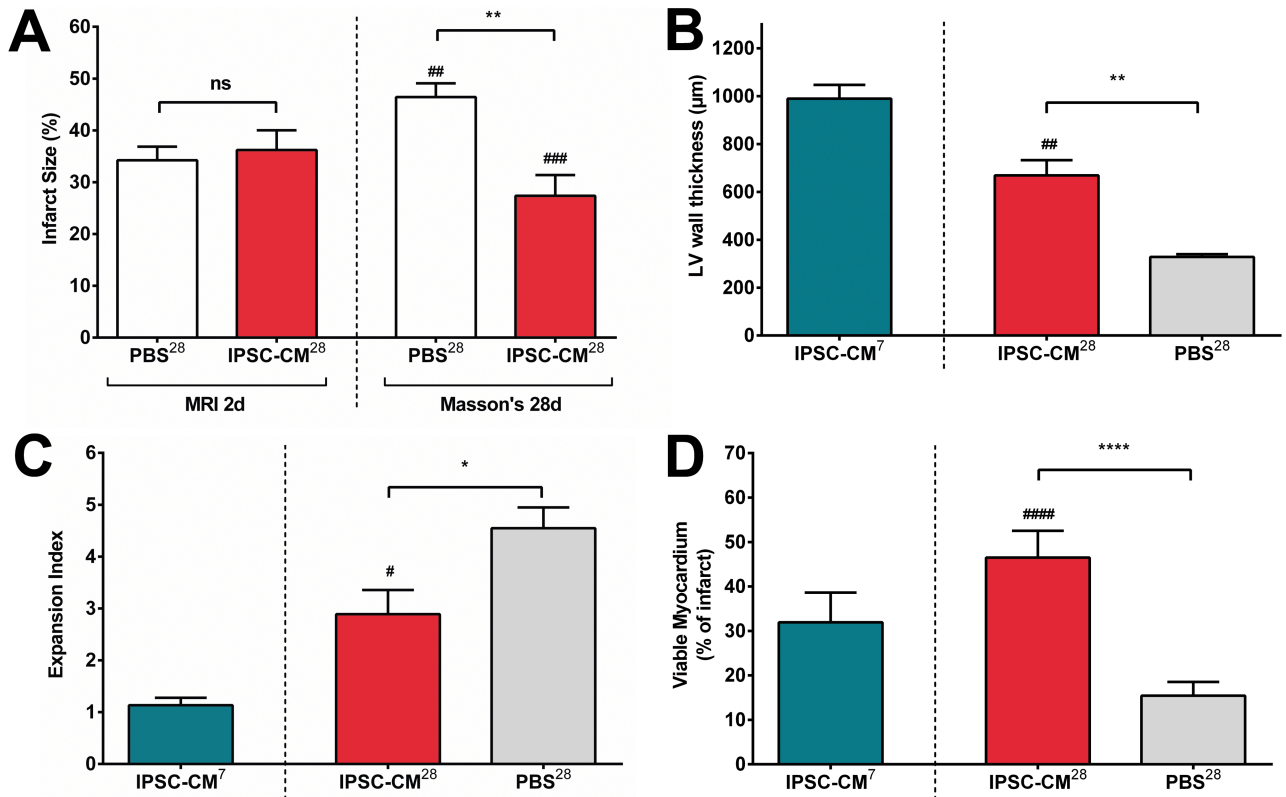 A
Infarct Size (%)
60
50
40
30
20
10
0
ns
**
##
###
PBS²⁸ IPSC-CM²⁸ PBS²⁸ IPSC-CM²⁸
MRI 2d Masson's 28d
B
LV wall thickness (µm)
1200
1000
800
600
400
200
0
**
##
IPSC-CM⁷ IPSC-CM²⁸ PBS²⁸
C
Expansion Index
6
5
4
3
2
1
0
*
#
IPSC-CM⁷ IPSC-CM²⁸ PBS²⁸
D
Viable Myocardium
(% of infarct)
70
60
50
40
30
20
10
0
****
####
IPSC-CM⁷ IPSC-CM²⁸ PBS²⁸